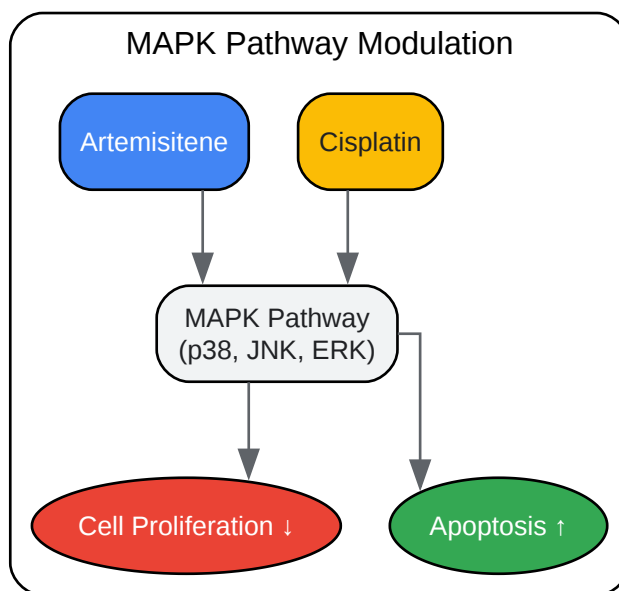 MAPK Pathway Modulation
Artemisitene
Cisplatin
MAPK Pathway
(p38, JNK, ERK)
Cell Proliferation ↓
Apoptosis ↑